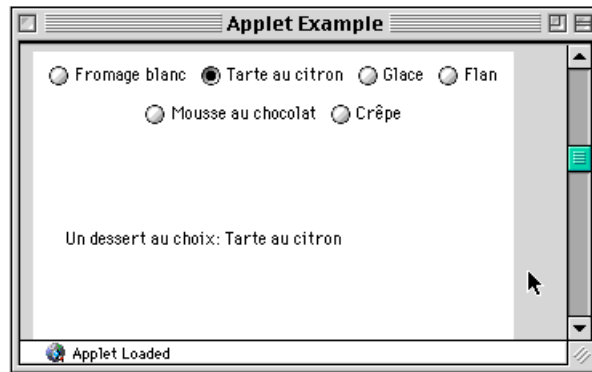 Applet Example
Fromage blanc Tarte au citron Glace Flan
Mousse au chocolat Crêpe
Un dessert au choix: Tarte au citron
Applet Loaded